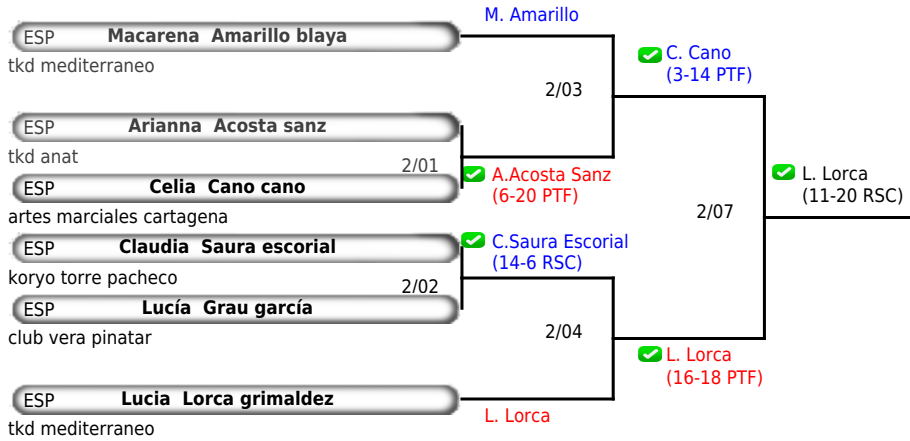 M. Amarillo
ESP Macarena Amarillo blaya
tkd mediterraneo
C. Cano
(3-14 PTF)
2/03
ESP Arianna Acosta sanz
tkd anat
2/01
A.Acosta Sanz
(6-20 PTF)
ESP Celia Cano cano
artes marciales cartagena
L. Lorca
(11-20 RSC)
2/07
ESP Claudia Saura escorial
koryo torre pacheco
C.Saura Escorial
(14-6 RSC)
2/02
ESP Lucía Grau garcía
club vera pinatar
2/04
L. Lorca
(16-18 PTF)
ESP Lucia Lorca grimaldez
tkd mediterraneo
L. Lorca